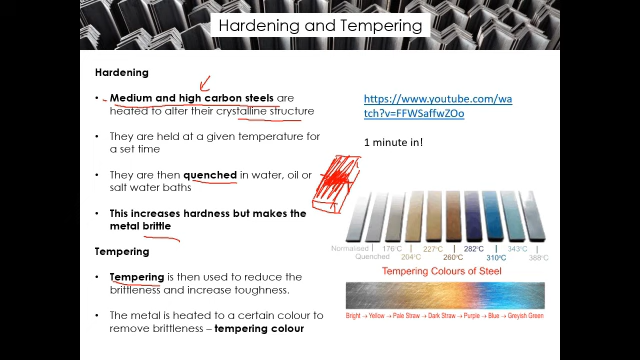 Hardening and Tempering
Hardening
• Medium and high carbon steels are
heated to alter their crystalline structure
• They are held at a given temperature for
a set time
• They are then quenched in water, oil or
salt water baths
• This increases hardness but makes the
metal brittle
Tempering
• Tempering is then used to reduce the
brittleness and increase toughness.
• The metal is heated to a certain colour to
remove brittleness – tempering colour
https://www.youtube.com/wa
tch?v=FFWSaffwZOo
1 minute in!
Normalised 176°C 227°C 282°C 343°C
Quenched 204°C 260°C 310°C 388°C
Tempering Colours of Steel
Bright → Yellow → Pale Straw → Dark Straw → Purple → Blue → Greyish Green